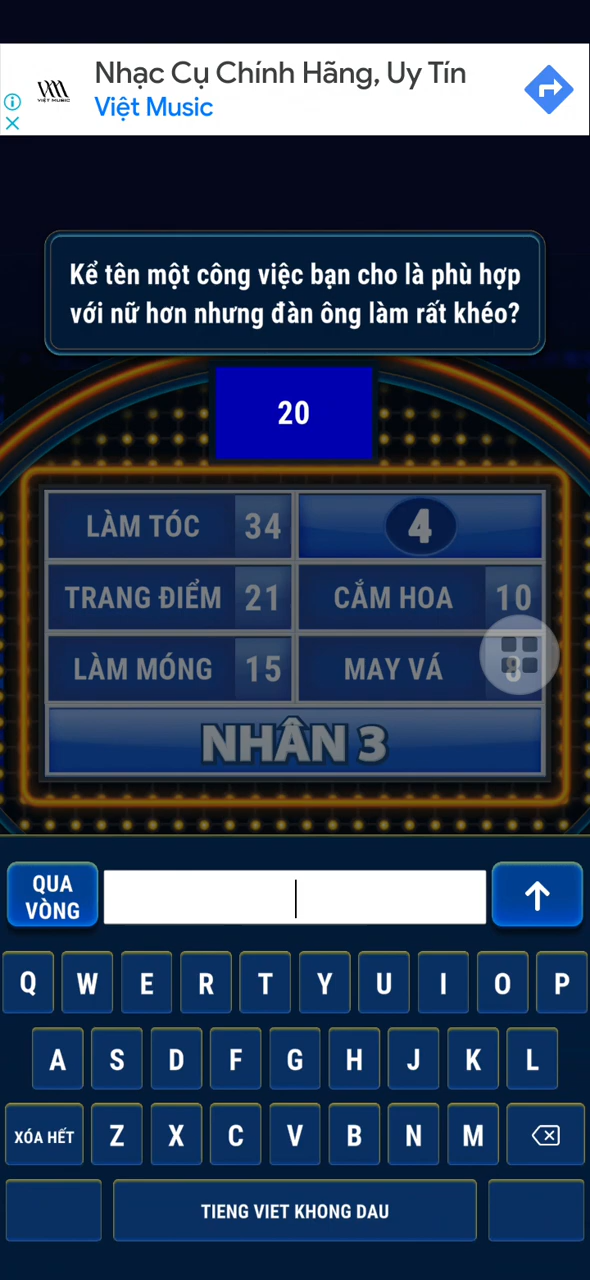 Nhạc Cụ Chính Hãng, Uy Tín
VIỆT MUSIC
Việt Music
Kể tên một công việc bạn cho là phù hợp
với nữ hơn nhưng đàn ông làm rất khéo?
20
LÀM TÓC 34
4
TRANG ĐIỂM 21
CẮM HOA 10
LÀM MÓNG 15
MAY VÁ
NHÂN 3
QUA
VÒNG
Q W E R T Y U I O P
A S D F G H J K L
XÓA HẾT Z X C V B N M
TIENG VIET KHONG DAU